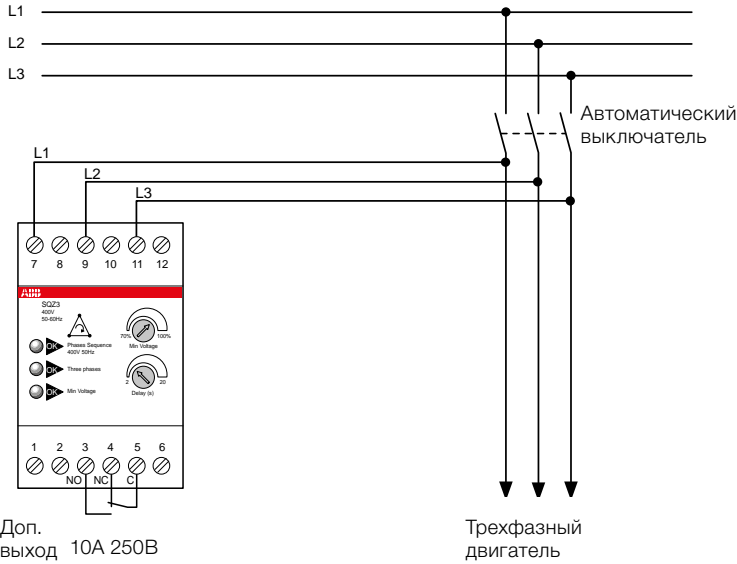 L1
L2
L3
Автоматический
выключатель
L1
L2
L3
7 8 9 10 11 12
ABB
SQZ3
400V
50-60Hz
70% 100%
Min Voltage
OK Phases Sequence
400V 50Hz
OK Three phases
2 20
Delay (s)
OK Min Voltage
1 2 3 4 5 6
NO NC C
Доп.
выход 10A 250В
Трехфазный
двигатель